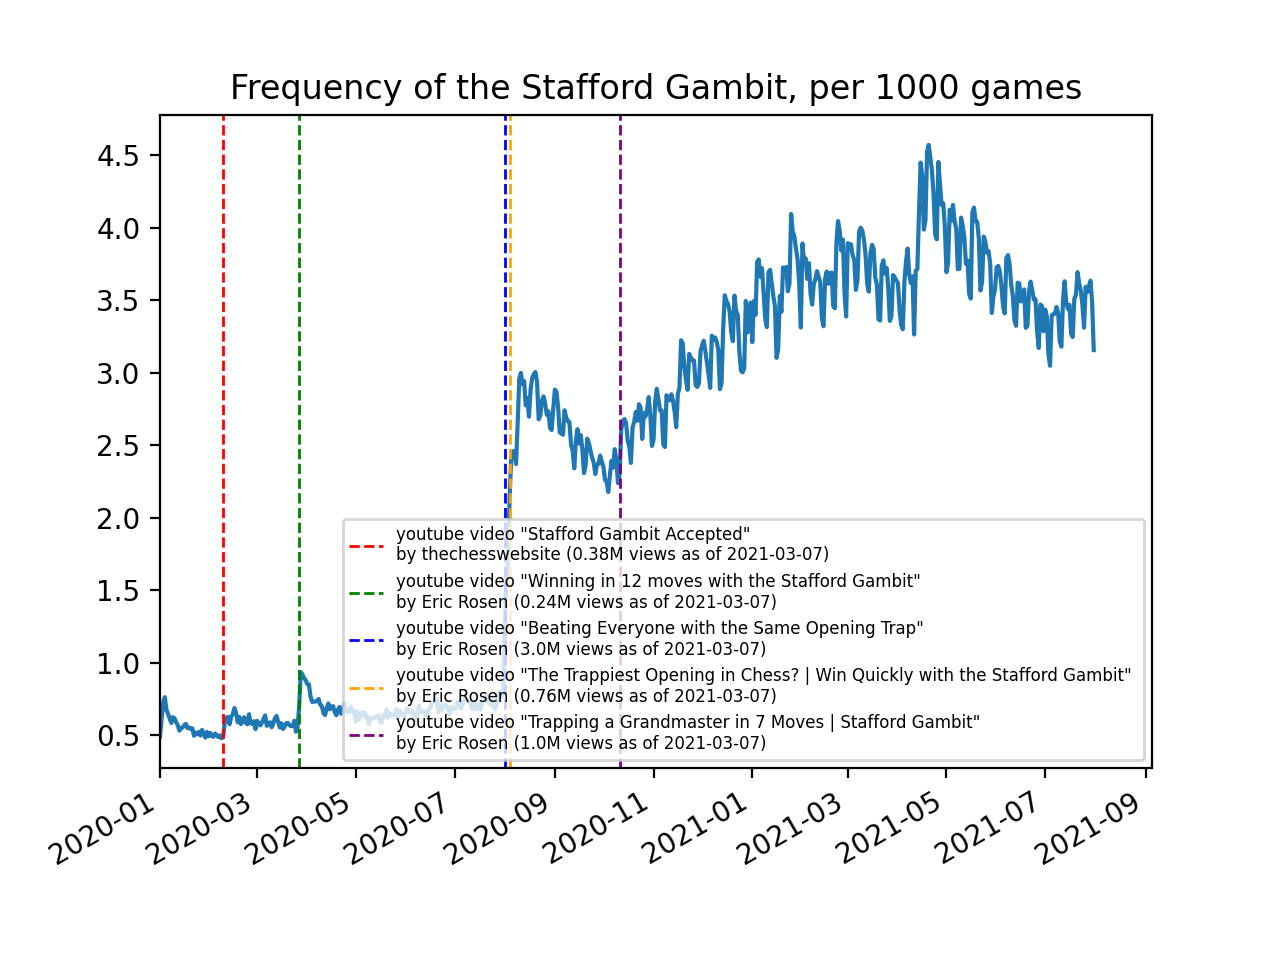 Frequency of the Stafford Gambit, per 1000 games
4.5
4.0
3.5
3.0
2.5
2.0
1.5
1.0
0.5
youtube video "Stafford Gambit Accepted"
by thechesswebsite (0.38M views as of 2021-03-07)
youtube video "Winning in 12 moves with the Stafford Gambit"
by Eric Rosen (0.24M views as of 2021-03-07)
youtube video "Beating Everyone with the Same Opening Trap"
by Eric Rosen (3.0M views as of 2021-03-07)
youtube video "The Trappiest Opening in Chess? | Win Quickly with the Stafford Gambit"
by Eric Rosen (0.76M views as of 2021-03-07)
youtube video "Trapping a Grandmaster in 7 Moves | Stafford Gambit"
by Eric Rosen (1.0M views as of 2021-03-07)
2020-01
2020-03
2020-05
2020-07
2020-09
2020-11
2021-01
2021-03
2021-05
2021-07
2021-09